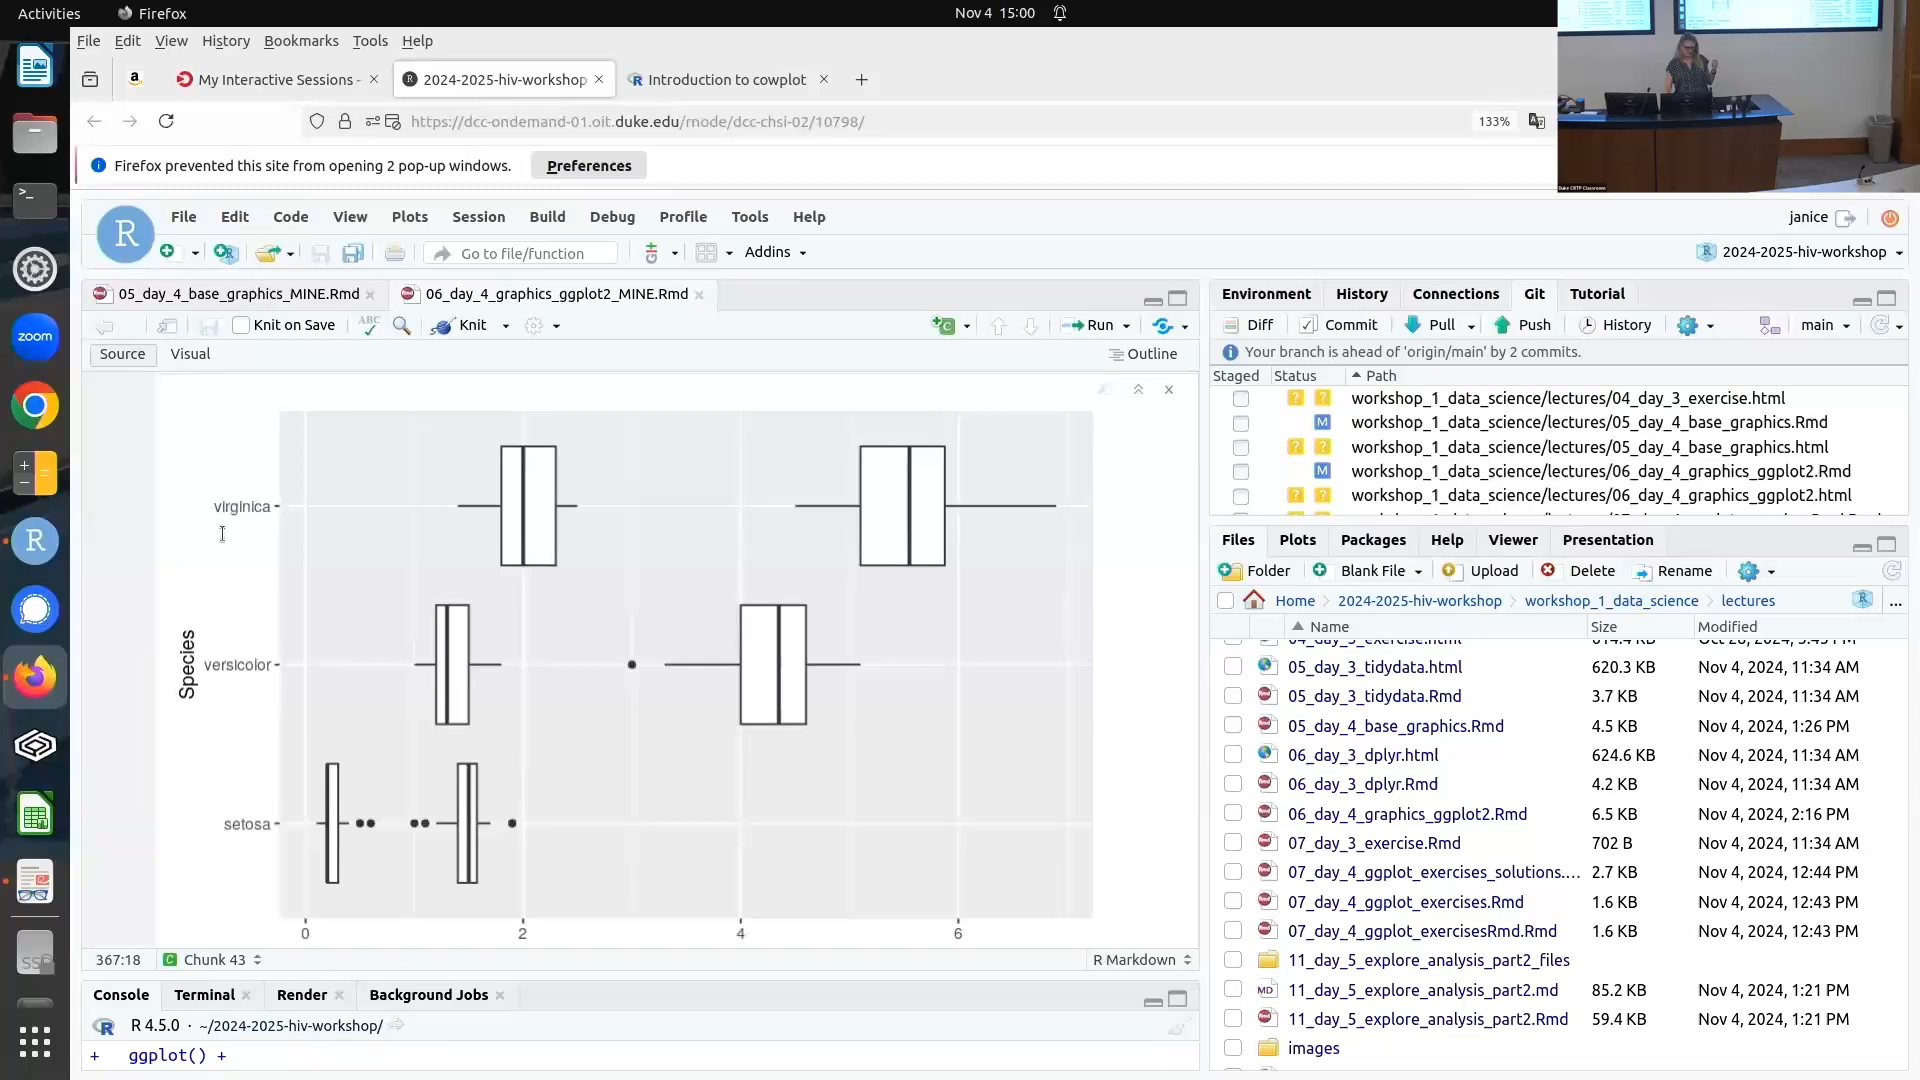 Activities
Firefox
Nov 4 15:00
File Edit View History Bookmarks Tools Help
My Interactive Sessions -
2024-2025-hiv-workshop
Introduction to cowplot
https://dcc-ondemand-01.oit.duke.edu/rnode/dcc-chsi-02/10798/
133%
Firefox prevented this site from opening 2 pop-up windows.
Preferences
Duke CRTP Classroom
File Edit Code View Plots Session Build Debug Profile Tools Help
janice
Go to file/function
Addins
2024-2025-hiv-workshop
05_day_4_base_graphics_MINE.Rmd
06_day_4_graphics_ggplot2_MINE.Rmd
Knit on Save
ABC
Knit
Run
Source
Visual
Outline
Species
virginica
versicolor
setosa
0
2
4
6
367:18
Chunk 43
R Markdown
Console
Terminal
Render
Background Jobs
R 4.5.0 · ~/2024-2025-hiv-workshop/
+ ggplot() +
Environment
History
Connections
Git
Tutorial
Diff
Commit
Pull
Push
History
main
Your branch is ahead of 'origin/main' by 2 commits.
Staged Status Path
workshop_1_data_science/lectures/04_day_3_exercise.html
M workshop_1_data_science/lectures/05_day_4_base_graphics.Rmd
workshop_1_data_science/lectures/05_day_4_base_graphics.html
M workshop_1_data_science/lectures/06_day_4_graphics_ggplot2.Rmd
workshop_1_data_science/lectures/06_day_4_graphics_ggplot2.html
Files
Plots
Packages
Help
Viewer
Presentation
Folder
Blank File
Upload
Delete
Rename
Home
2024-2025-hiv-workshop
workshop_1_data_science
lectures
...
Name Size Modified
05_day_3_tidydata.html 620.3 KB Nov 4, 2024, 11:34 AM
05_day_3_tidydata.Rmd 3.7 KB Nov 4, 2024, 11:34 AM
05_day_4_base_graphics.Rmd 4.5 KB Nov 4, 2024, 1:26 PM
06_day_3_dplyr.html 624.6 KB Nov 4, 2024, 11:34 AM
06_day_3_dplyr.Rmd 4.2 KB Nov 4, 2024, 11:34 AM
06_day_4_graphics_ggplot2.Rmd 6.5 KB Nov 4, 2024, 2:16 PM
07_day_3_exercise.Rmd 702 B Nov 4, 2024, 11:34 AM
07_day_4_ggplot_exercises_solutions.… 2.7 KB Nov 4, 2024, 12:44 PM
07_day_4_ggplot_exercises.Rmd 1.6 KB Nov 4, 2024, 12:43 PM
07_day_4_ggplot_exercisesRmd.Rmd 1.6 KB Nov 4, 2024, 12:43 PM
11_day_5_explore_analysis_part2_files
11_day_5_explore_analysis_part2.md 85.2 KB Nov 4, 2024, 1:21 PM
11_day_5_explore_analysis_part2.Rmd 59.4 KB Nov 4, 2024, 1:21 PM
images
zoom